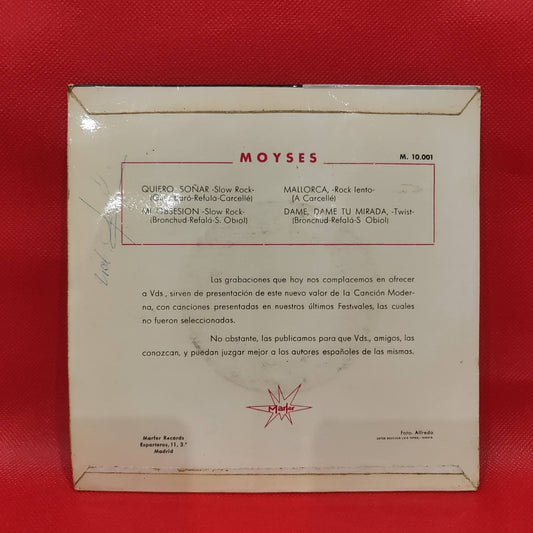 MOYSES
M. 10.001
QUIERO SOÑAR -Slow Rock-
Refulá-Carcellé)
MI OBSESION -Slow Rock-
(Bronchud-Refalá-S. Obiol)
MALLORCA, -Rock lento-
(A Carcellé)
DAME, DAME TU MIRADA, -Twist-
(Bronchud-Refalá-S Obiol)
Las grabaciones que hoy nos complacemos en ofrecer
a Vds., sirven de presentación de este nuevo valor de la Canción Moder-
na, con canciones presentadas en nuestros últimos Festivales, las cuales
no fueron seleccionadas.
No obstante, las publicamos para que Vds., amigos, las
conozcan, y puedan juzgar mejor a los autores españoles de las mismas.
Marfer
Marfer Records
Esparteros, 11, 3.º
Madrid
Foto. Alfredo